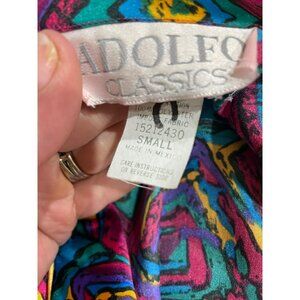 ADOLFO
CLASSICS
15212430
SMALL
MADE IN MEXICO
CARE INSTRUCTIONS
ON REVERSE SIDE